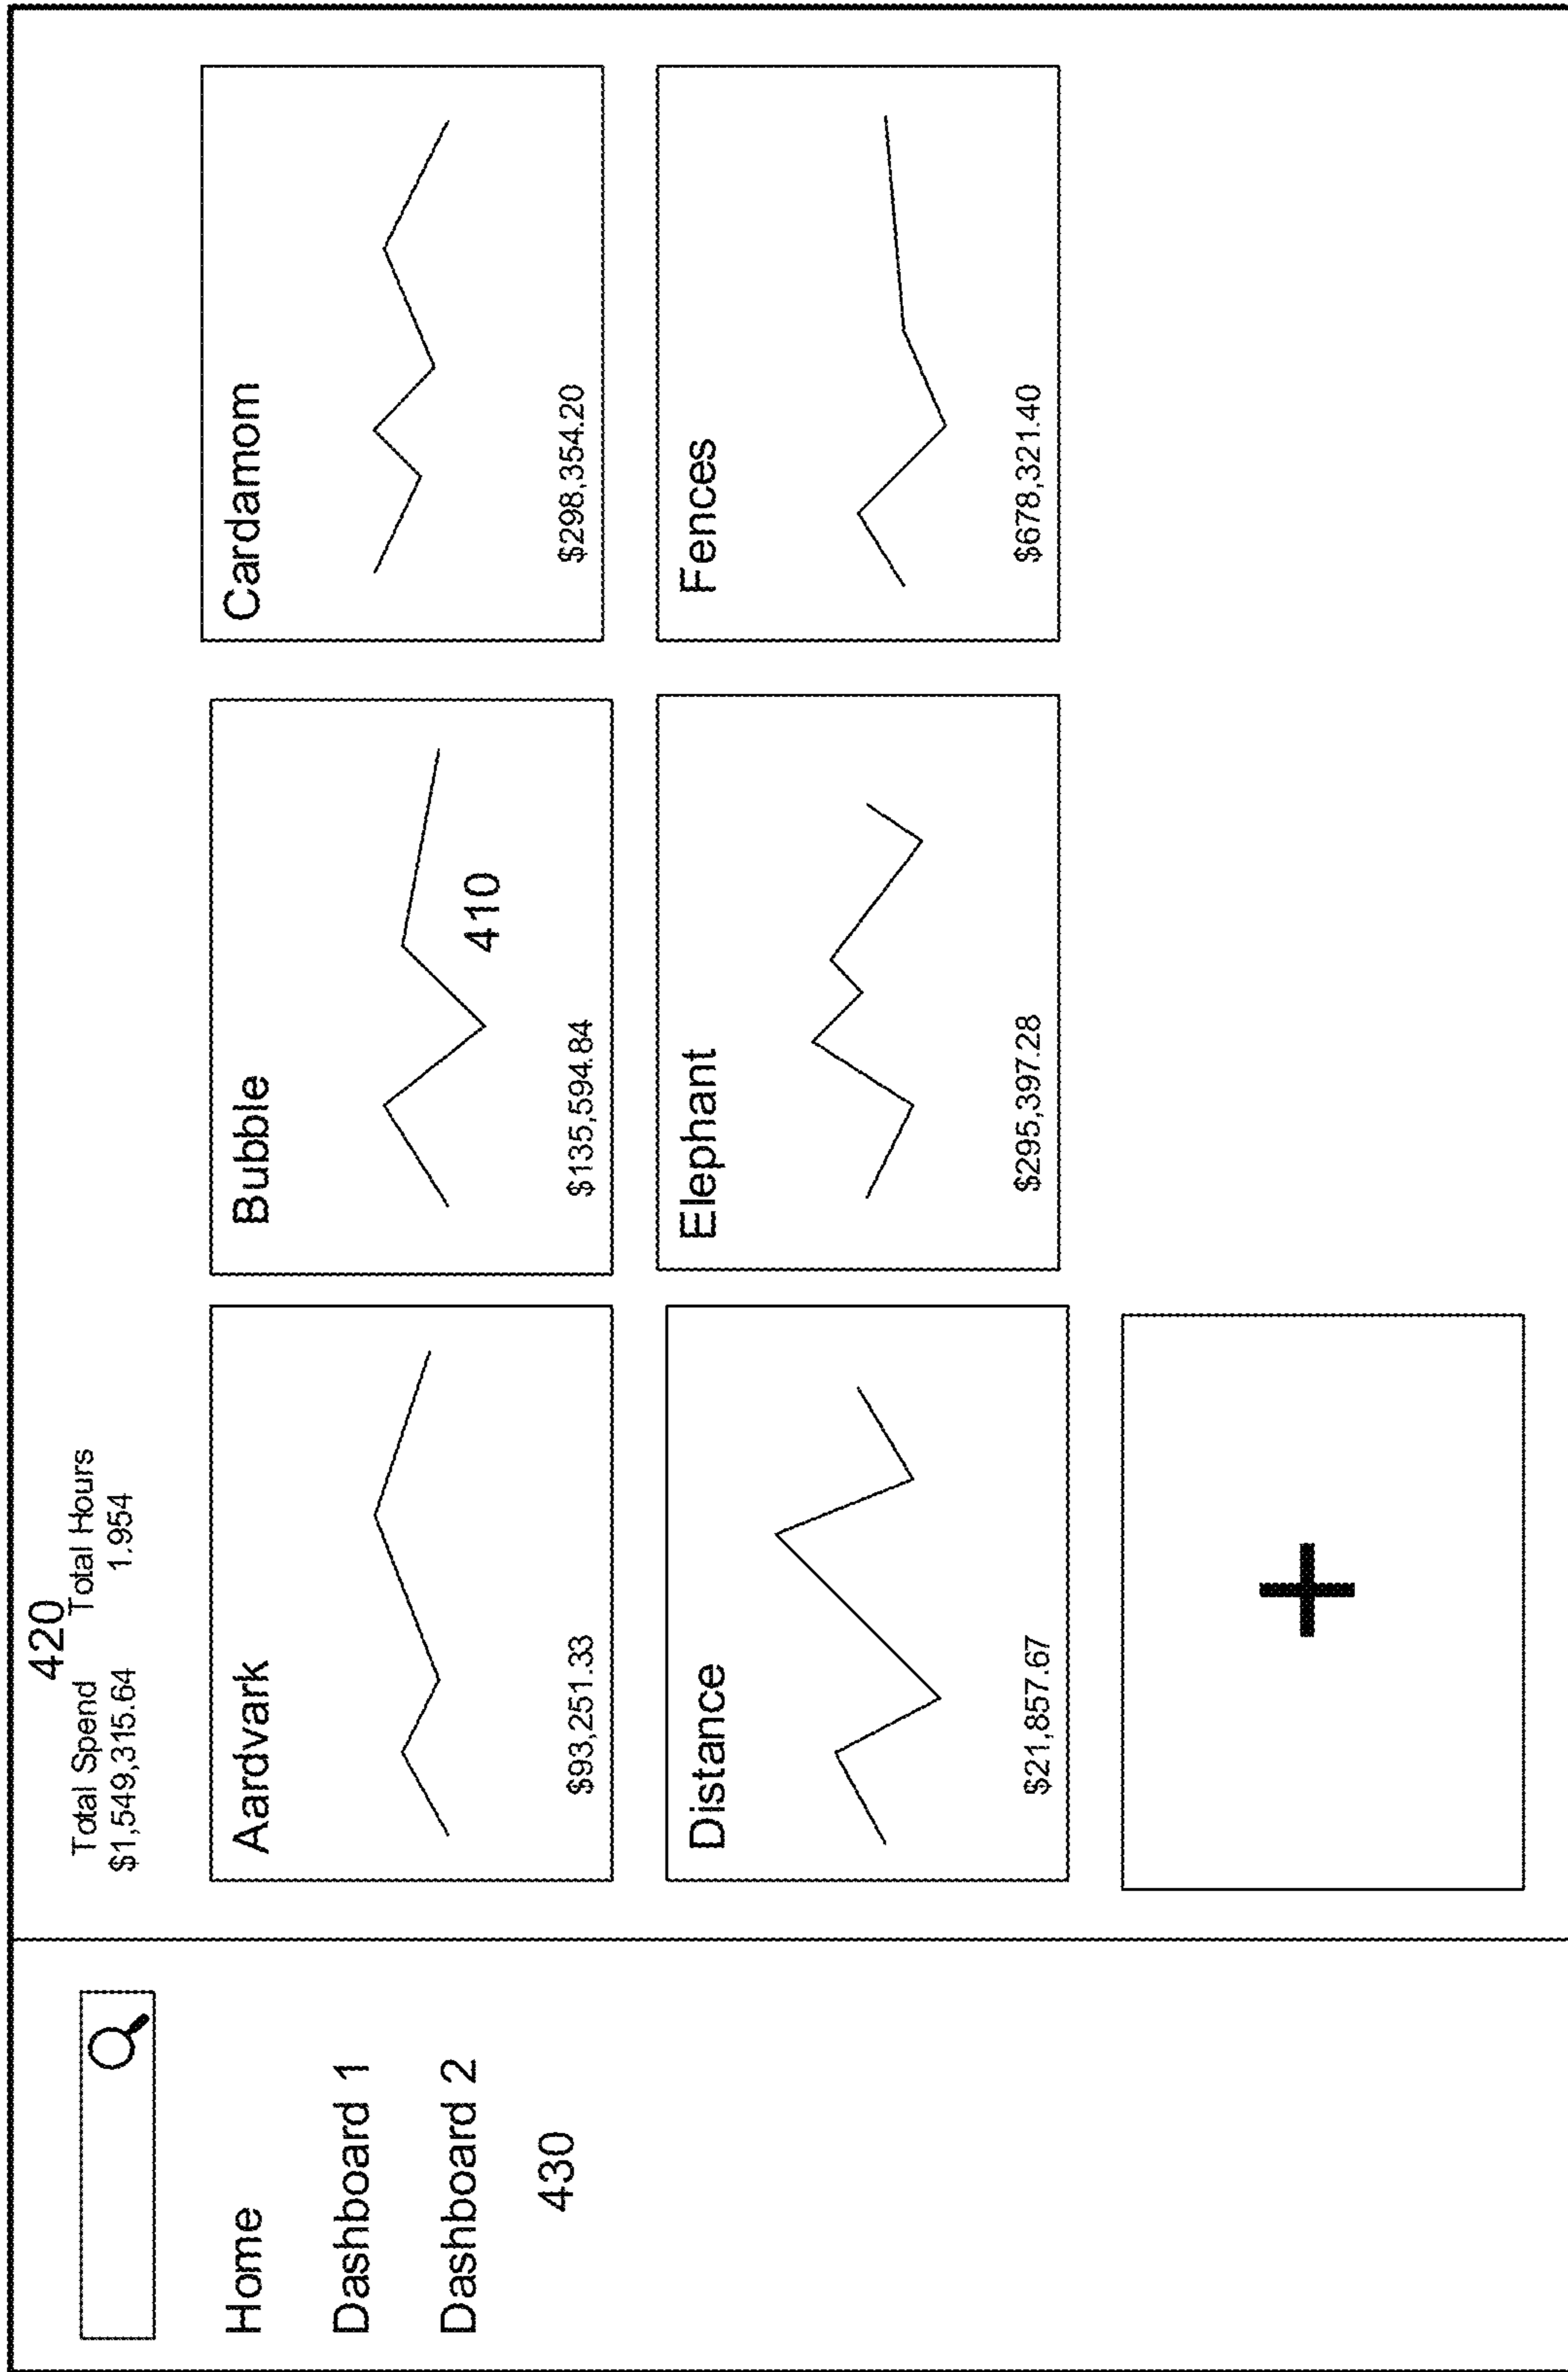 Home
Dashboard 1
Dashboard 2
430
420
Total Spend Total Hours
$1,549,315.64 1.954
Aardvark
$93,251.33
Bubble
410
$135,594.84
Cardamom
$298,354.20
Distance
$21,857.67
Elephant
$295,397.28
Fences
$678,321.40
+